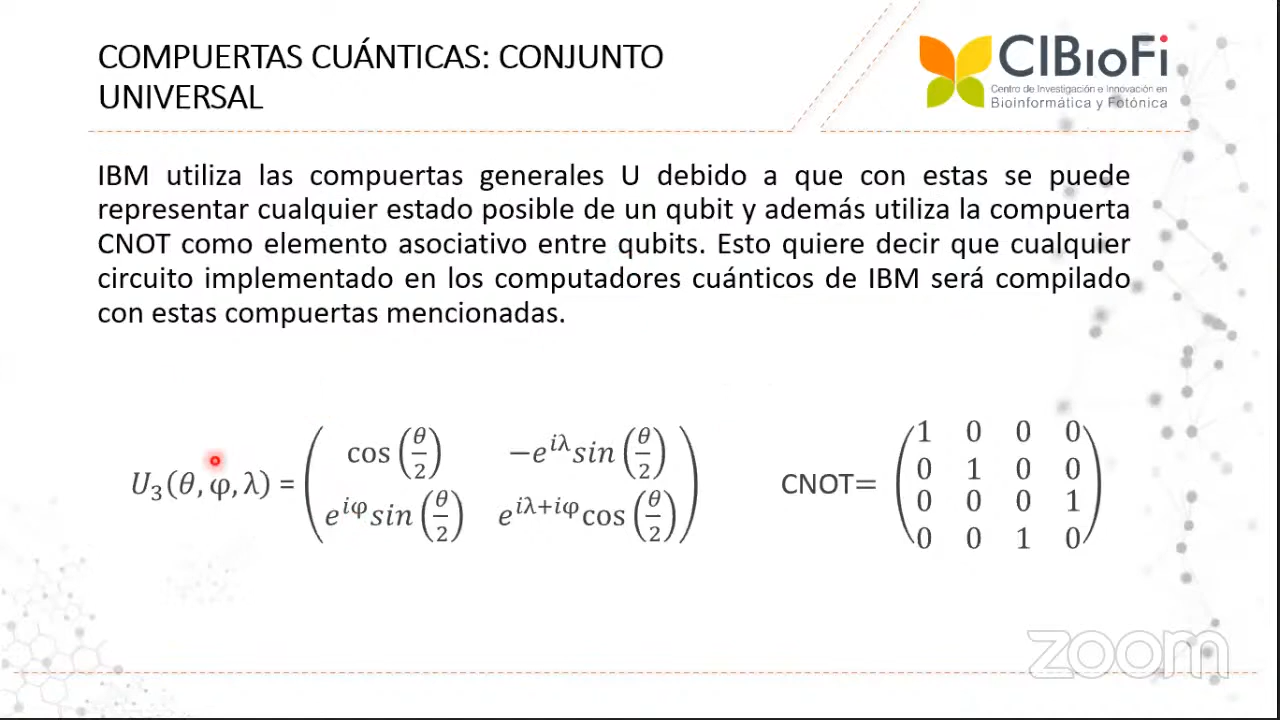 COMPUERTAS CUÁNTICAS: CONJUNTO
UNIVERSAL
CIBioFi
Centro de Investigación e Innovación en
Bioinformática y Fotónica
IBM utiliza las compuertas generales U debido a que con estas se puede
representar cualquier estado posible de un qubit y además utiliza la compuerta
CNOT como elemento asociativo entre qubits. Esto quiere decir que cualquier
circuito implementado en los computadores cuánticos de IBM será compilado
con estas compuertas mencionadas.
U₃(θ, φ, λ) = ( cos(θ/2) −e^{iλ}sin(θ/2)
e^{iφ}sin(θ/2) e^{iλ+iφ}cos(θ/2) )
CNOT= ( 1 0 0 0
0 1 0 0
0 0 0 1
0 0 1 0 )
zoom